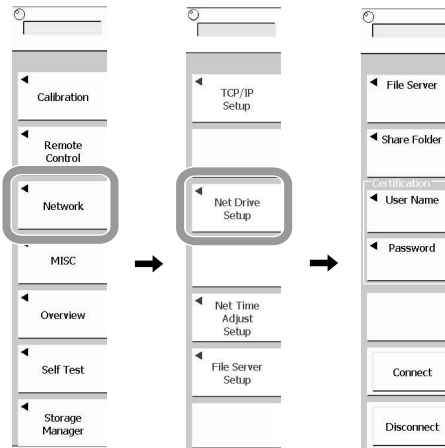 Calibration
Remote
Control
Network
MISC
Overview
Self Test
Storage
Manager
TCP/IP
Setup
Net Drive
Setup
Net Time
Adjust
Setup
File Server
Setup
File Server
Share Folder
Certification
User Name
Password
Connect
Disconnect